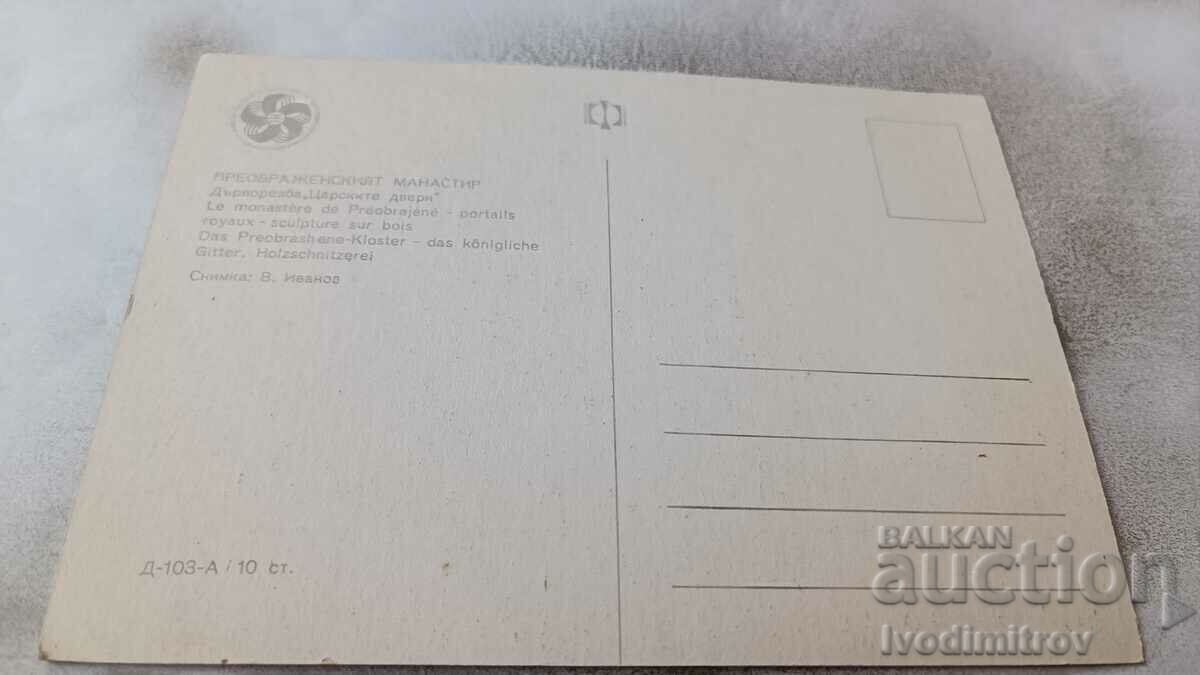 ПРЕОБРАЖЕНСКИЯТ МАНАСТИР
Дърворезба „Царските двери"
Le monastère de Préobrajéné - portails
royaux - sculpture sur bois
Das Preobrashene-Kloster - das königliche
Gitter. Holzschnitzerei
Снимка: В. Иванов
Д-103-А / 10 ст.
BALKAN
auction
Ivodimitrov